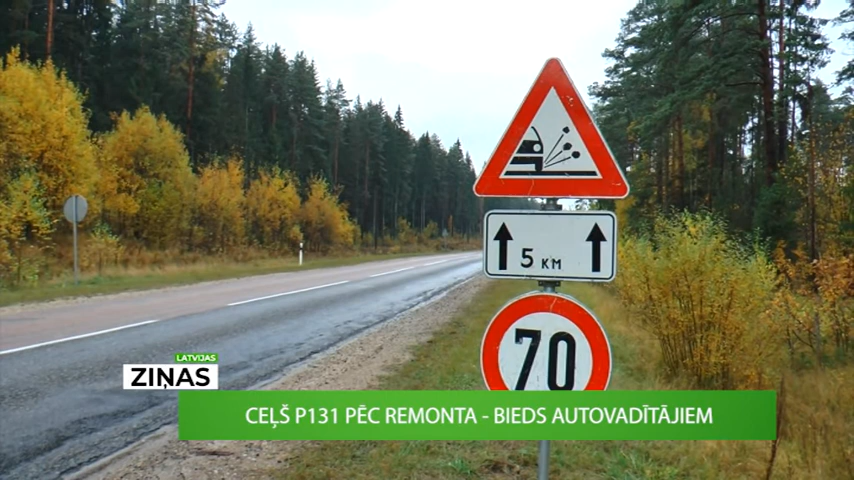 5 KM
70
LATVIJAS
ZIŅAS
CEĻŠ P131 PĒC REMONTA - BIEDS AUTOVADĪTĀJIEM